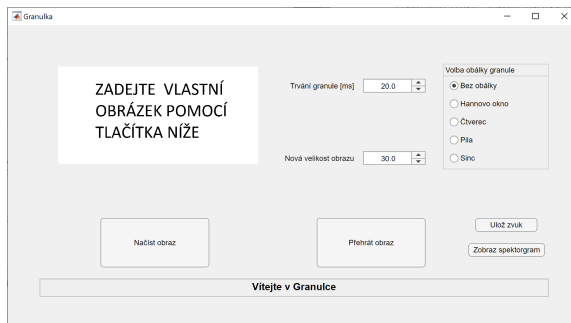 Granulka
ZADEJTE VLASTNÍ
OBRÁZEK POMOCÍ
TLAČÍTKA NÍŽE
Trvání granule [ms]
20.0
Nová velikost obrazu
30.0
Volba obálky granule
Bez obálky
Hannovo okno
Čtverec
Pila
Sinc
Načíst obraz
Přehrát obraz
Ulož zvuk
Zobraz spektorgram
Vítejte v Granulce